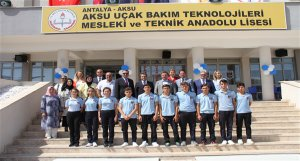 ANTALYA - AKSU
AKSU UÇAK BAKIM TEKNOLOJİLERİ
MESLEKİ ve TEKNİK ANADOLU LİSESİ